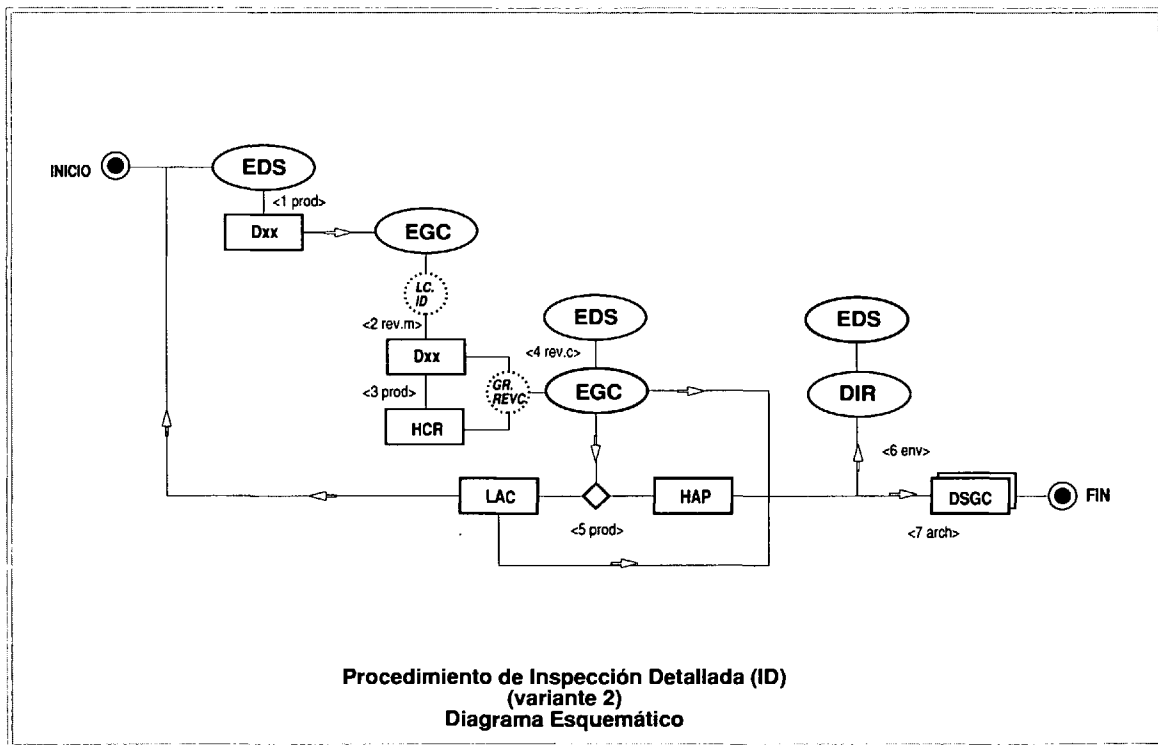 INICIO
EDS
<1 prod>
Dxx
EGC
LC.
ID
<2 rev.m>
Dxx
<3 prod>
HCR
GR.
REVC.
EDS
<4 rev.c>
EGC
EDS
DIR
<6 env>
LAC
<5 prod>
HAP
DSGC
<7 arch>
FIN
Procedimiento de Inspección Detallada (ID)
(variante 2)
Diagrama Esquemático